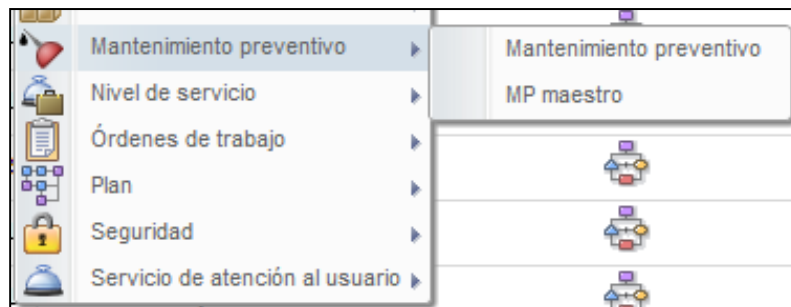 Mantenimiento preventivo
Nivel de servicio
Órdenes de trabajo
Plan
Seguridad
Servicio de atención al usuario
Mantenimiento preventivo
MP maestro